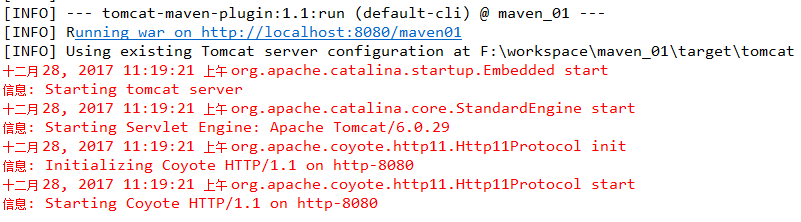 [INFO] --- tomcat-maven-plugin:1.1:run (default-cli) @ maven_01 ---
[INFO] Running war on http://localhost:8080/maven01
[INFO] Using existing Tomcat server configuration at F:\workspace\maven_01\target\tomcat
十二月 28, 2017 11:19:21 上午 org.apache.catalina.startup.Embedded start
信息: Starting tomcat server
十二月 28, 2017 11:19:21 上午 org.apache.catalina.core.StandardEngine start
信息: Starting Servlet Engine: Apache Tomcat/6.0.29
十二月 28, 2017 11:19:21 上午 org.apache.coyote.http11.Http11Protocol init
信息: Initializing Coyote HTTP/1.1 on http-8080
十二月 28, 2017 11:19:21 上午 org.apache.coyote.http11.Http11Protocol start
信息: Starting Coyote HTTP/1.1 on http-8080